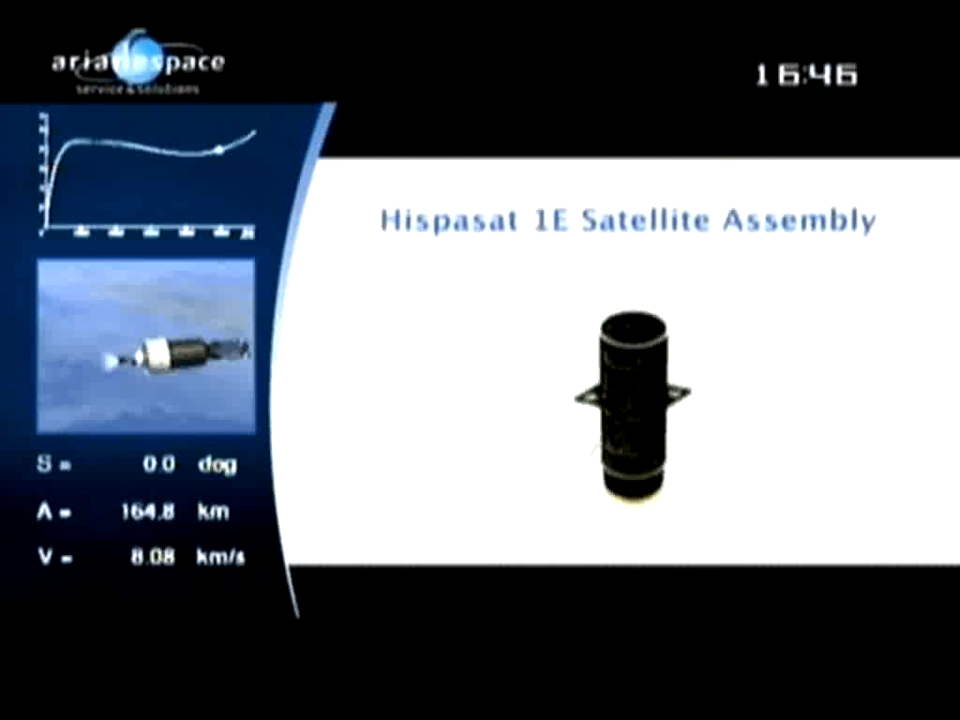 arianespace
service & solutions
16:46
Hispasat 1E Satellite Assembly
S = 0.0 deg
A = 164.8 km
V = 8.08 km/s